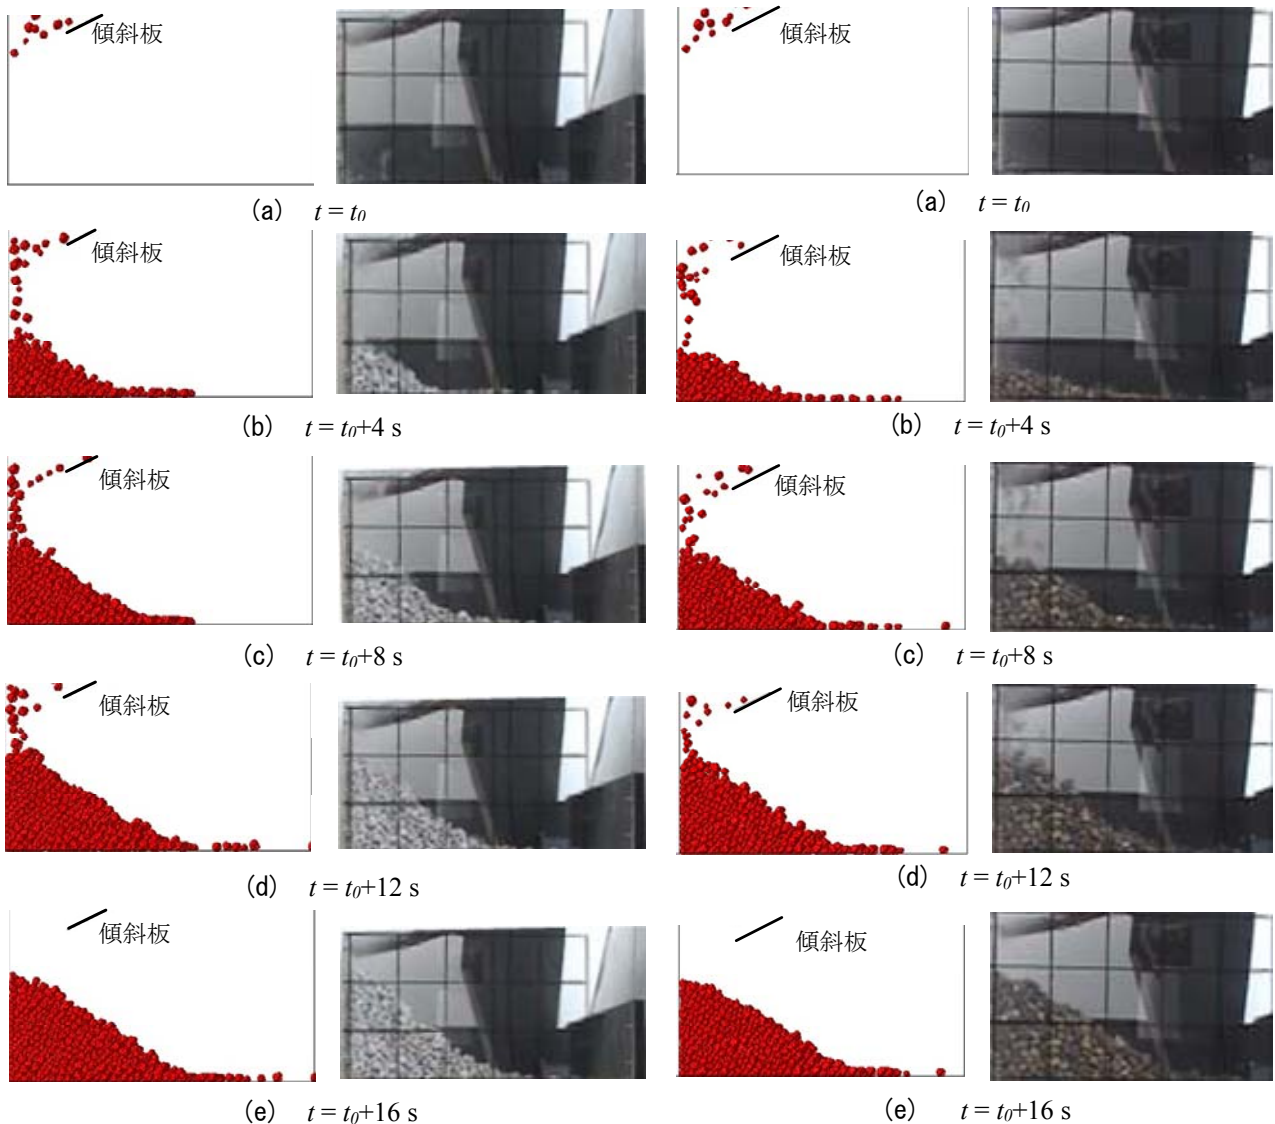 傾斜板
(a) t = t0
傾斜板
(b) t = t0+4 s
傾斜板
(c) t = t0+8 s
傾斜板
(d) t = t0+12 s
傾斜板
(e) t = t0+16 s
傾斜板
(a) t = t0
傾斜板
(b) t = t0+4 s
傾斜板
(c) t = t0+8 s
傾斜板
(d) t = t0+12 s
傾斜板
(e) t = t0+16 s